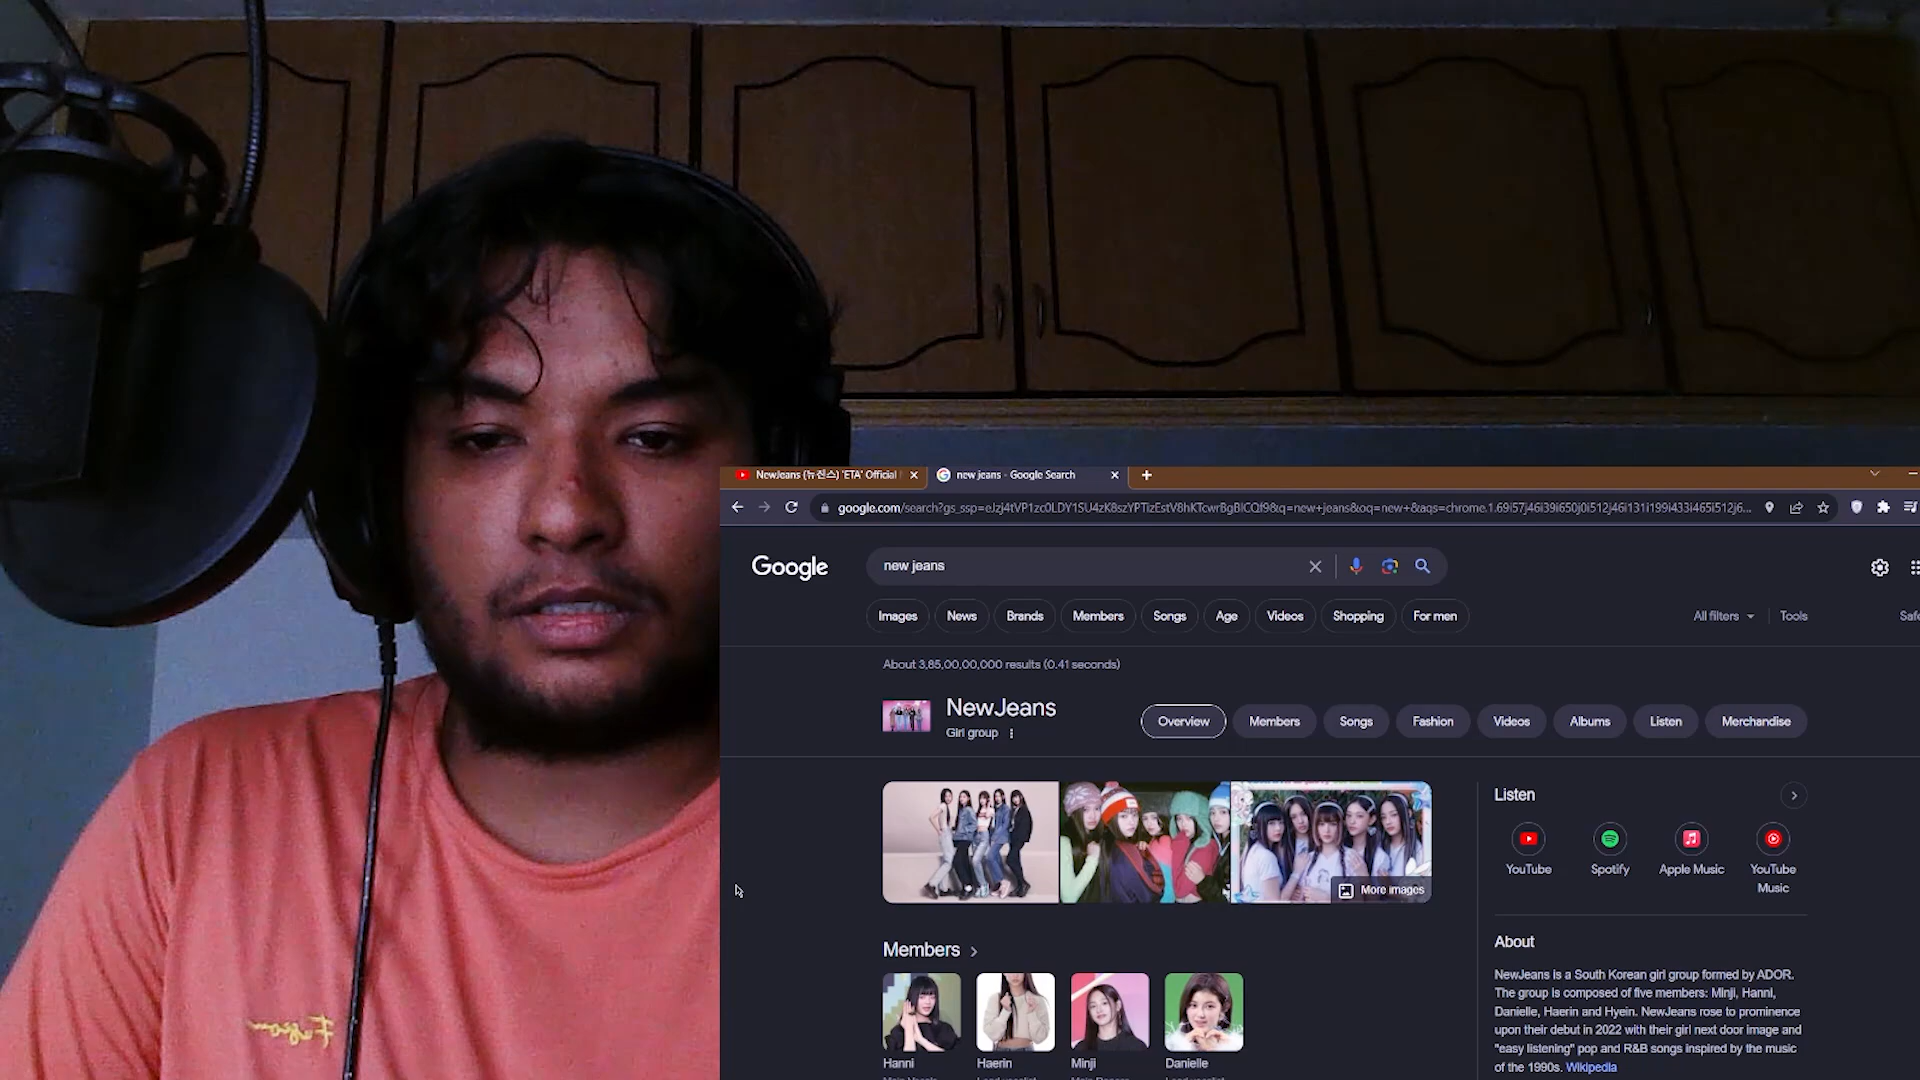 NewJeans (뉴진스) 'ETA' Official
new jeans - Google Search
google.com/search?gs_ssp=eJzj4tVP1zc0LDY1SU4zK8szYPTizEstV8hKTcwrBgBICQf9&q=new+jeans&oq=new+&aqs=chrome.1.69i57j46i39i650j0i512j46i131i199i433i465i512j6...
Google
new jeans
Images
News
Brands
Members
Songs
Age
Videos
Shopping
For men
All filters
Tools
About 3,85,00,00,000 results (0.41 seconds)
NewJeans
Girl group
Overview
Members
Songs
Fashion
Videos
Albums
Listen
Merchandise
More images
Listen
YouTube
Spotify
Apple Music
YouTube
Music
Members
Hanni
Haerin
Minji
Danielle
About
NewJeans is a South Korean girl group formed by ADOR.
The group is composed of five members: Minji, Hanni,
Danielle, Haerin and Hyein. NewJeans rose to prominence
upon their debut in 2022 with their girl next door image and
"easy listening" pop and R&B songs inspired by the music
of the 1990s. Wikipedia